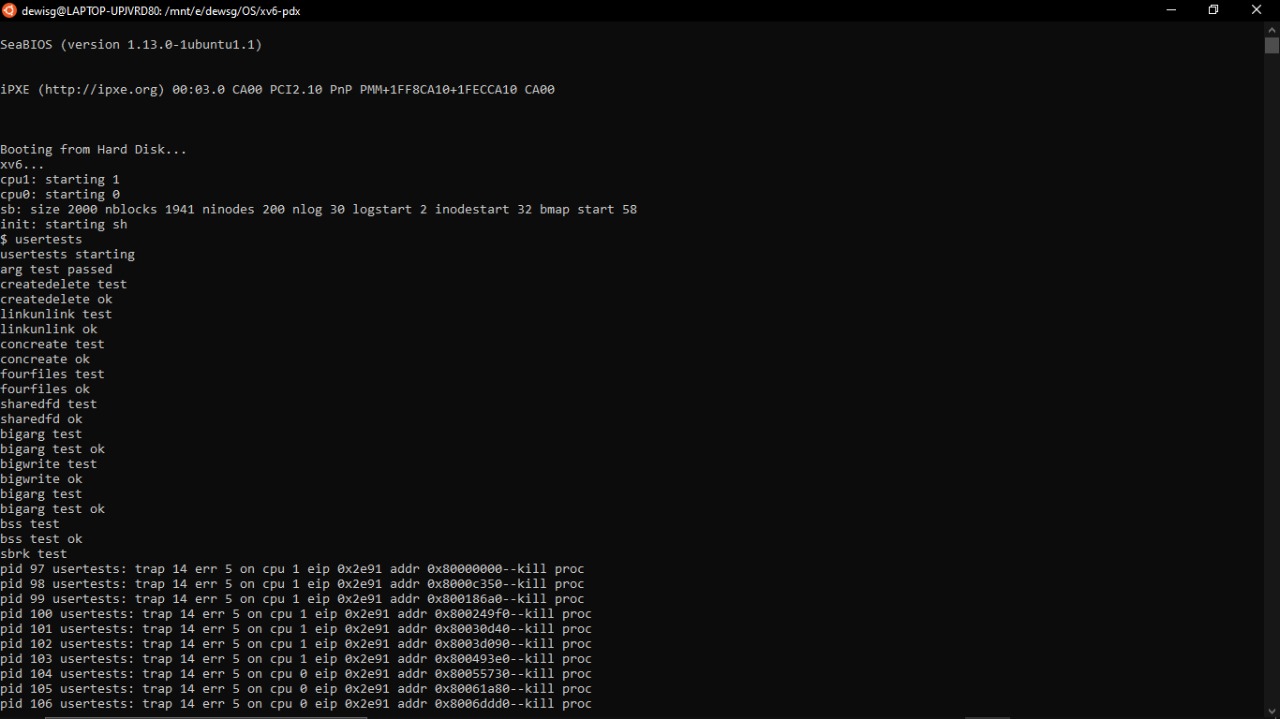 dewisg@LAPTOP-UPJVRD80: /mnt/e/dewsg/OS/xv6-pdx
SeaBIOS (version 1.13.0-1ubuntu1.1)
iPXE (http://ipxe.org) 00:03.0 CA00 PCI2.10 PnP PMM+1FF8CA10+1FECCA10 CA00
Booting from Hard Disk...
xv6...
cpu1: starting 1
cpu0: starting 0
sb: size 2000 nblocks 1941 ninodes 200 nlog 30 logstart 2 inodestart 32 bmap start 58
init: starting sh
$ usertests
usertests starting
arg test passed
createdelete test
createdelete ok
linkunlink test
linkunlink ok
concreate test
concreate ok
fourfiles test
fourfiles ok
sharedfd test
sharedfd ok
bigarg test
bigarg test ok
bigwrite test
bigwrite ok
bigarg test
bigarg test ok
bss test
bss test ok
sbrk test
pid 97 usertests: trap 14 err 5 on cpu 1 eip 0x2e91 addr 0x80000000--kill proc
pid 98 usertests: trap 14 err 5 on cpu 1 eip 0x2e91 addr 0x8000c350--kill proc
pid 99 usertests: trap 14 err 5 on cpu 1 eip 0x2e91 addr 0x800186a0--kill proc
pid 100 usertests: trap 14 err 5 on cpu 1 eip 0x2e91 addr 0x800249f0--kill proc
pid 101 usertests: trap 14 err 5 on cpu 1 eip 0x2e91 addr 0x80030d40--kill proc
pid 102 usertests: trap 14 err 5 on cpu 1 eip 0x2e91 addr 0x8003d090--kill proc
pid 103 usertests: trap 14 err 5 on cpu 1 eip 0x2e91 addr 0x800493e0--kill proc
pid 104 usertests: trap 14 err 5 on cpu 0 eip 0x2e91 addr 0x80055730--kill proc
pid 105 usertests: trap 14 err 5 on cpu 0 eip 0x2e91 addr 0x80061a80--kill proc
pid 106 usertests: trap 14 err 5 on cpu 0 eip 0x2e91 addr 0x8006ddd0--kill proc